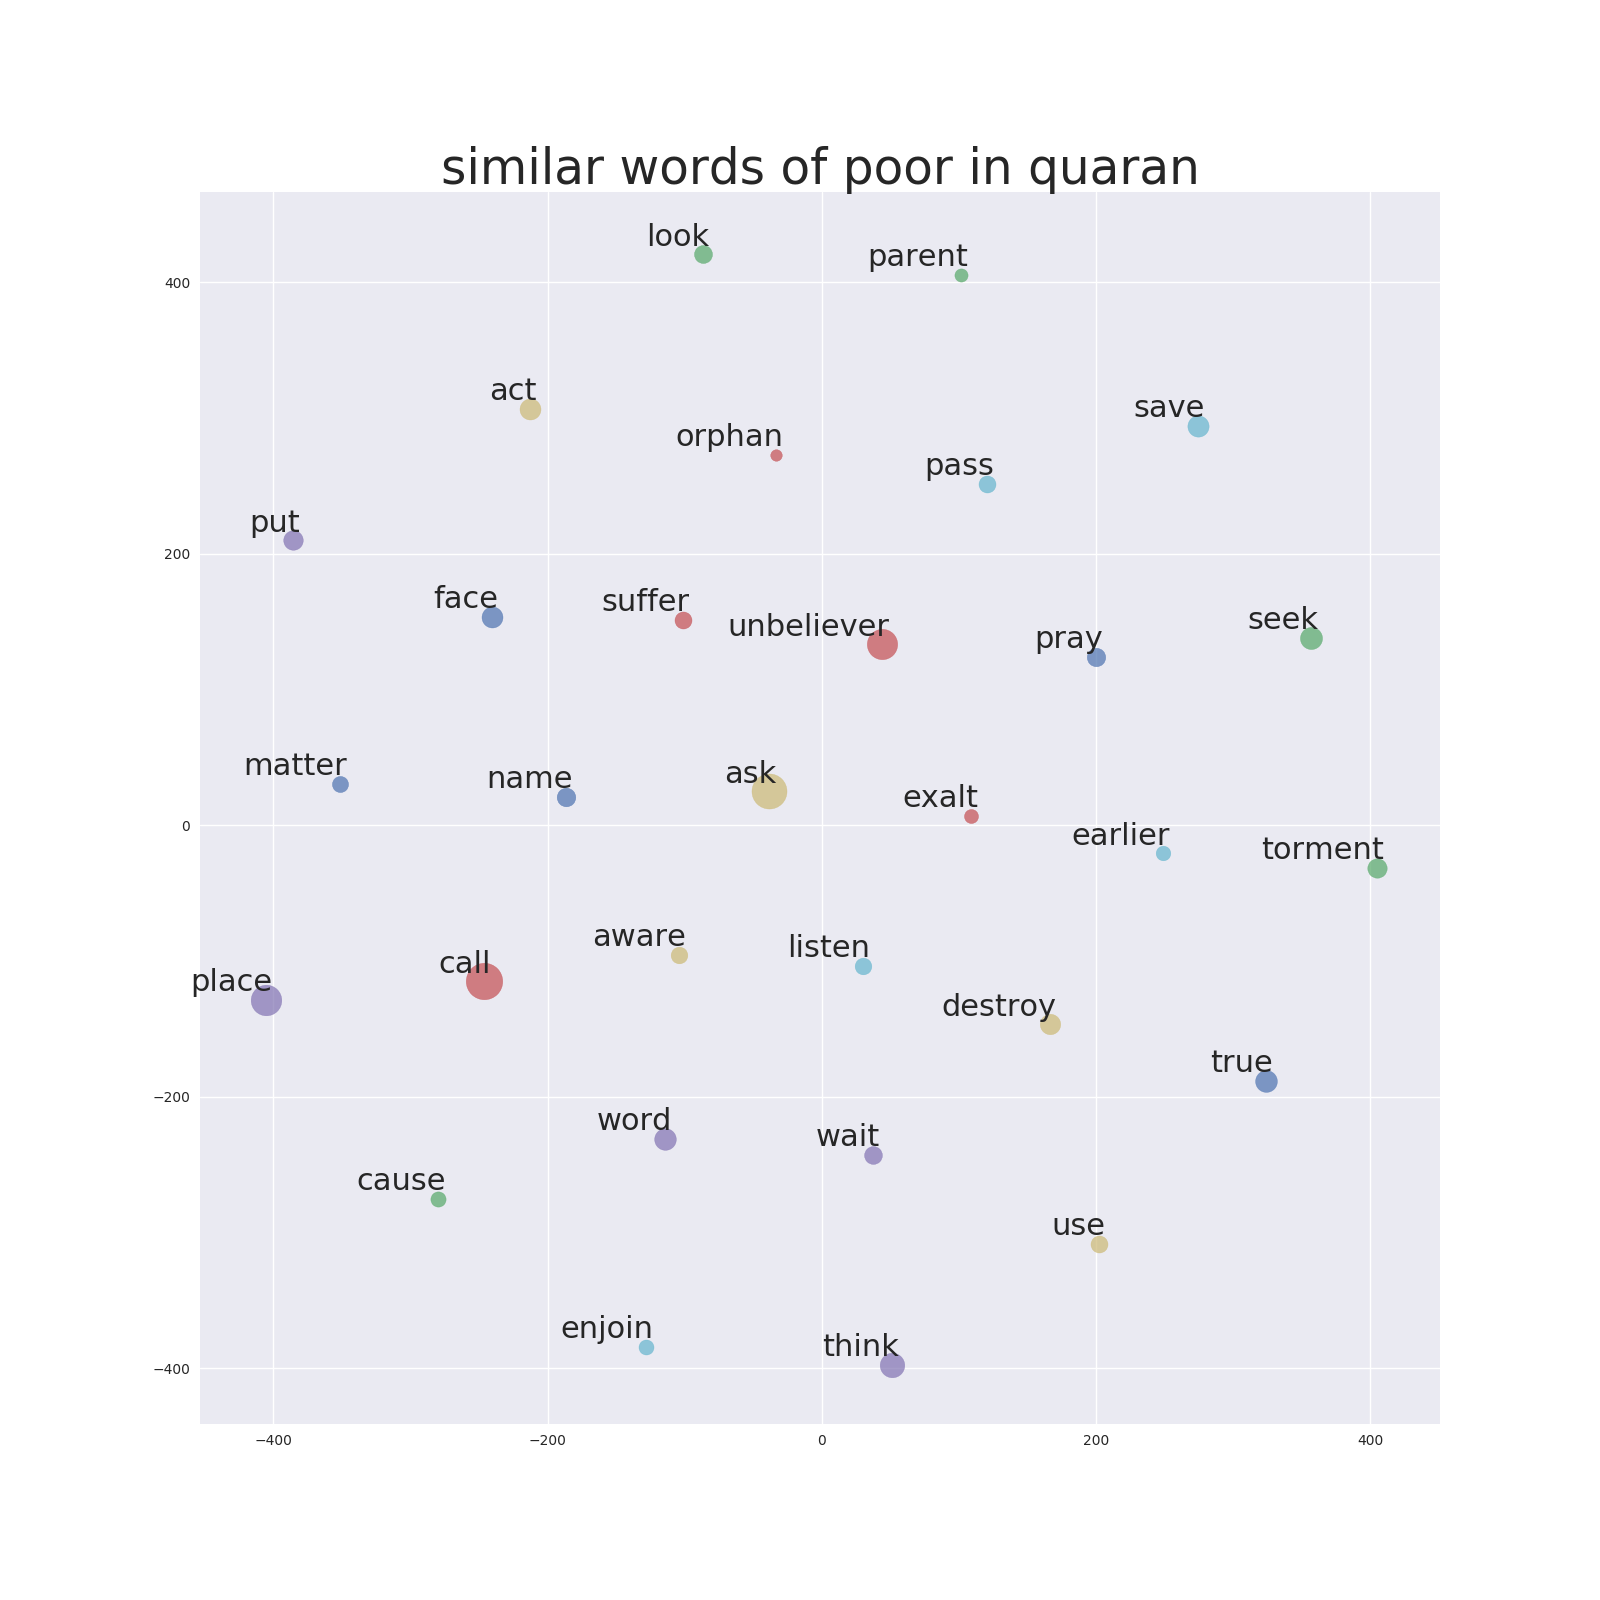 similar words of poor in quaran
look
parent
400
act
save
orphan
pass
put
200
face
suffer
unbeliever
pray
seek
matter
name
ask
exalt
0
earlier
torment
aware
listen
call
place
destroy
true
−200
word
wait
cause
use
enjoin
think
−400
−400 −200 0 200 400